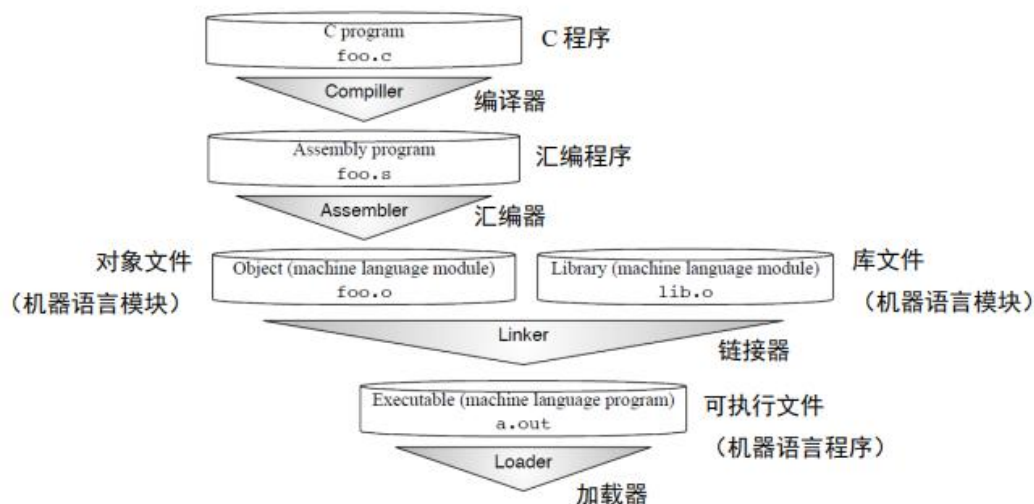 C program
foo.c
C 程序
Compiller
编译器
Assembly program
foo.s
汇编程序
Assembler
汇编器
对象文件
（机器语言模块）
Object (machine language module)
foo.o
Library (machine language module)
lib.o
库文件
（机器语言模块）
Linker
链接器
Executable (machine language program)
a.out
可执行文件
（机器语言程序）
Loader
加载器